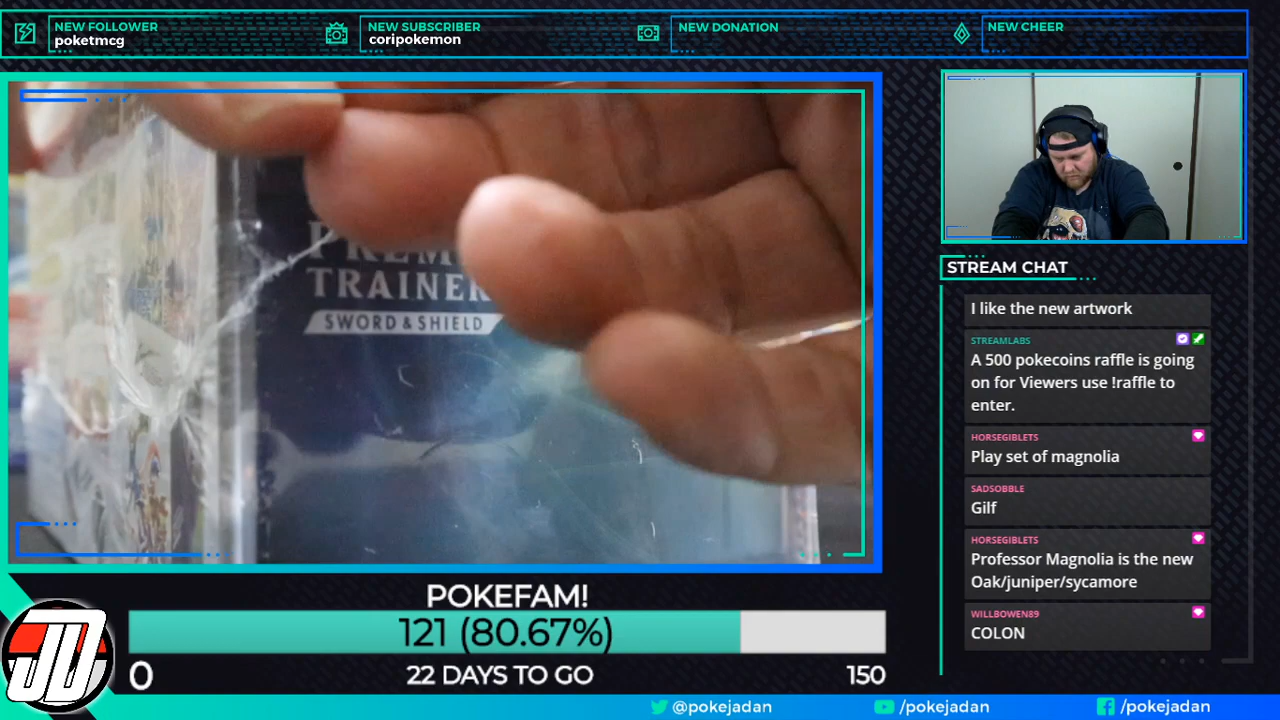 NEW FOLLOWER
poketmcg
NEW SUBSCRIBER
coripokemon
NEW DONATION
NEW CHEER
TRAINER
SWORD & SHIELD
STREAM CHAT
I like the new artwork
STREAMLABS
A 500 pokecoins raffle is going
on for Viewers use !raffle to
enter.
HORSEGIBLETS
Play set of magnolia
SADSOBBLE
Gilf
HORSEGIBLETS
Professor Magnolia is the new
Oak/juniper/sycamore
WILLBOWEN89
COLON
POKEFAM!
121 (80.67%)
0
22 DAYS TO GO
150
@pokejadan
/pokejadan
/pokejadan